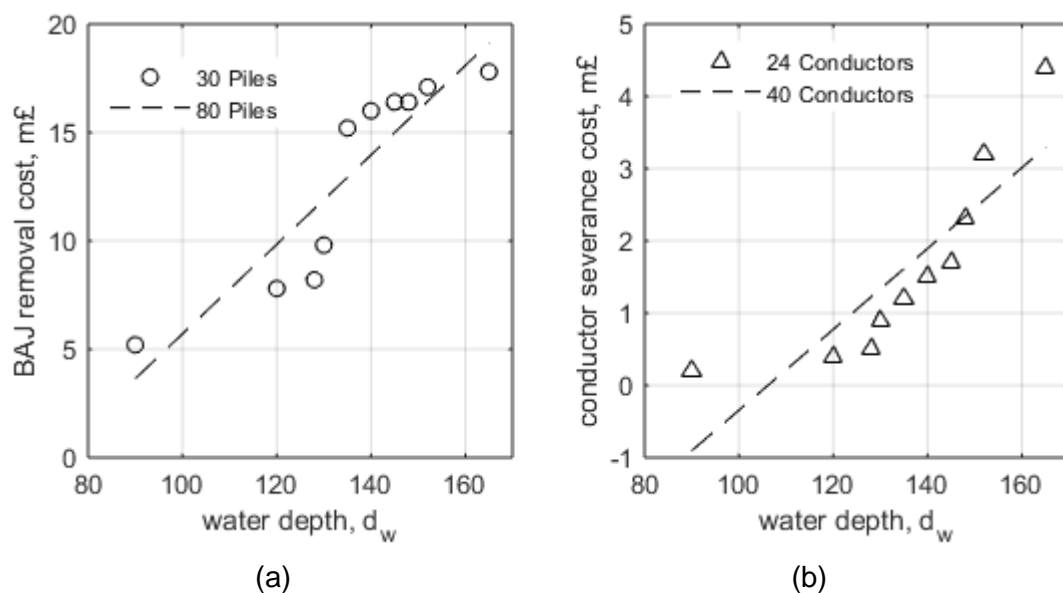 20
15
10
5
0
BAJ removal cost, m£
30 Piles
80 Piles
80 100 120 140 160
water depth, d_w
(a)
5
4
3
2
1
0
-1
conductor severance cost, m£
24 Conductors
40 Conductors
80 100 120 140 160
water depth, d_w
(b)